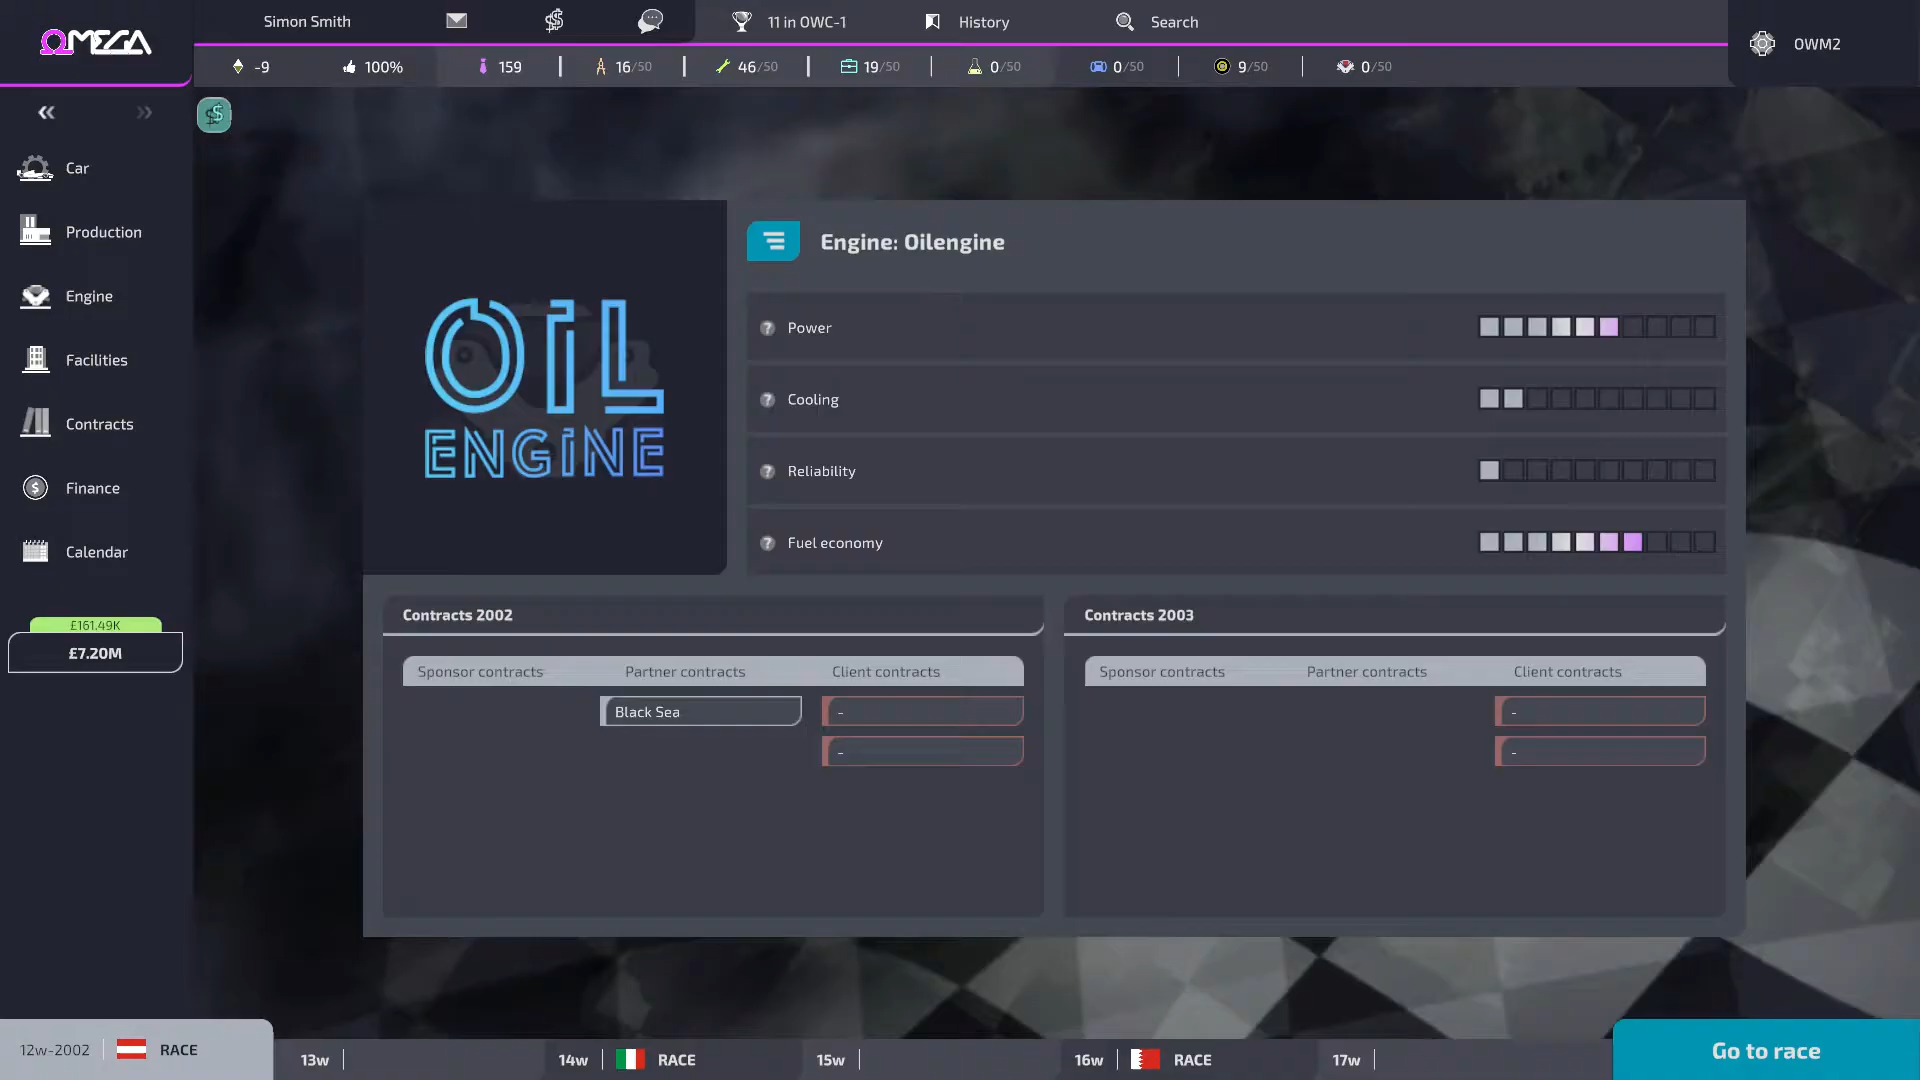 ΩMEGA
Simon Smith
11 in OWC-1
History
Search
OWM2
-9
100%
159
16/50
46/50
19/50
0/50
0/50
9/50
0/50
Car
Production
Engine
Facilities
Contracts
Finance
Calendar
£161.49K
£7.20M
OIL
ENGINE
Engine: Oilengine
Power
Cooling
Reliability
Fuel economy
Contracts 2002
Sponsor contracts Partner contracts Client contracts
Black Sea -
-
Contracts 2003
Sponsor contracts Partner contracts Client contracts
-
-
12w-2002 RACE
13w
14w RACE
15w
16w RACE
17w
Go to race